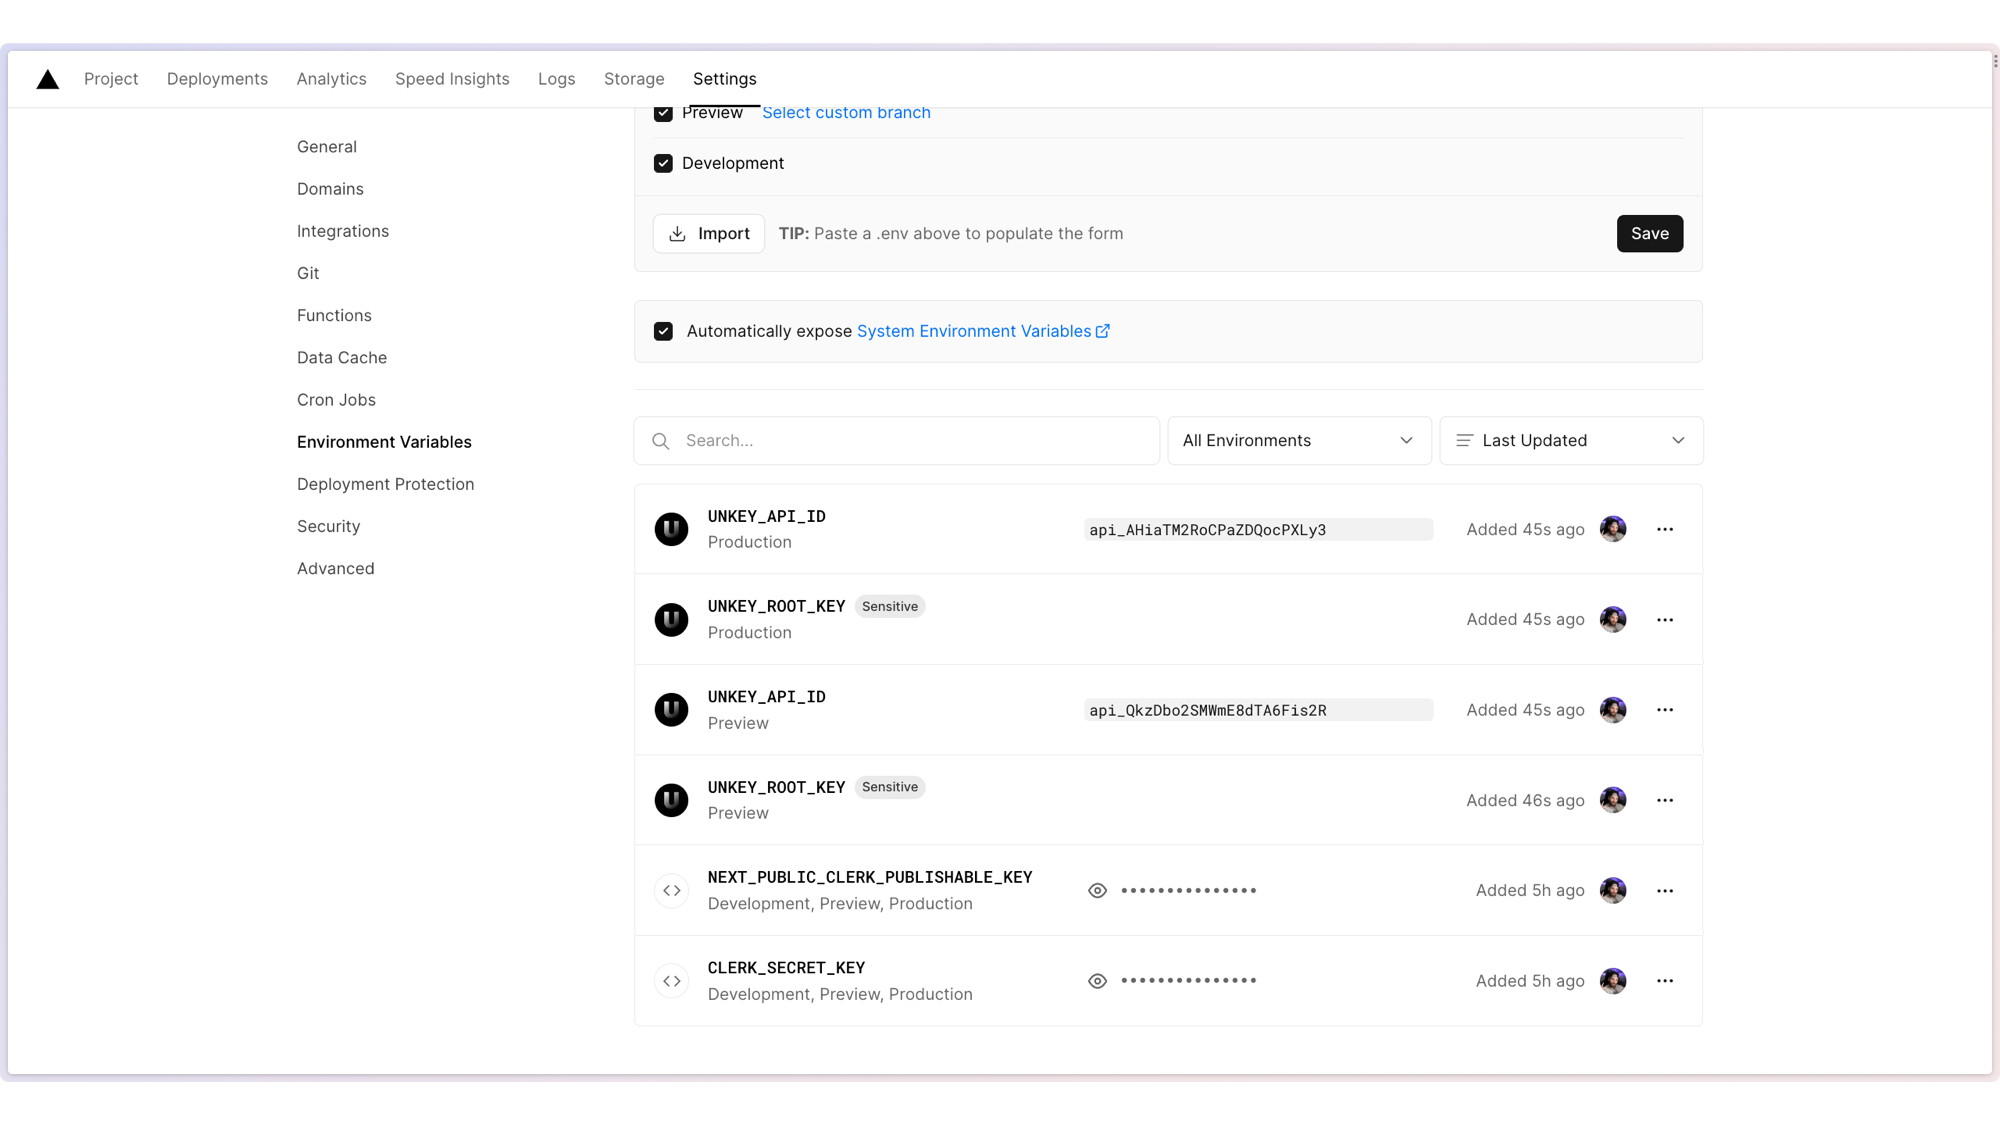 Project Deployments Analytics Speed Insights Logs Storage Settings
General
Domains
Integrations
Git
Functions
Data Cache
Cron Jobs
Environment Variables
Deployment Protection
Security
Advanced
Preview Select custom branch
Development
Import TIP: Paste a .env above to populate the form Save
Automatically expose System Environment Variables
Search... All Environments Last Updated
U UNKEY_API_ID api_AHiaTM2RoCPaZDQocPXLy3 Added 45s ago
Production
U UNKEY_ROOT_KEY Sensitive Added 45s ago
Production
U UNKEY_API_ID api_QkzDbo2SMWmE8dTA6Fis2R Added 45s ago
Preview
U UNKEY_ROOT_KEY Sensitive Added 46s ago
Preview
NEXT_PUBLIC_CLERK_PUBLISHABLE_KEY ••••••••••••••• Added 5h ago
Development, Preview, Production
CLERK_SECRET_KEY ••••••••••••••• Added 5h ago
Development, Preview, Production